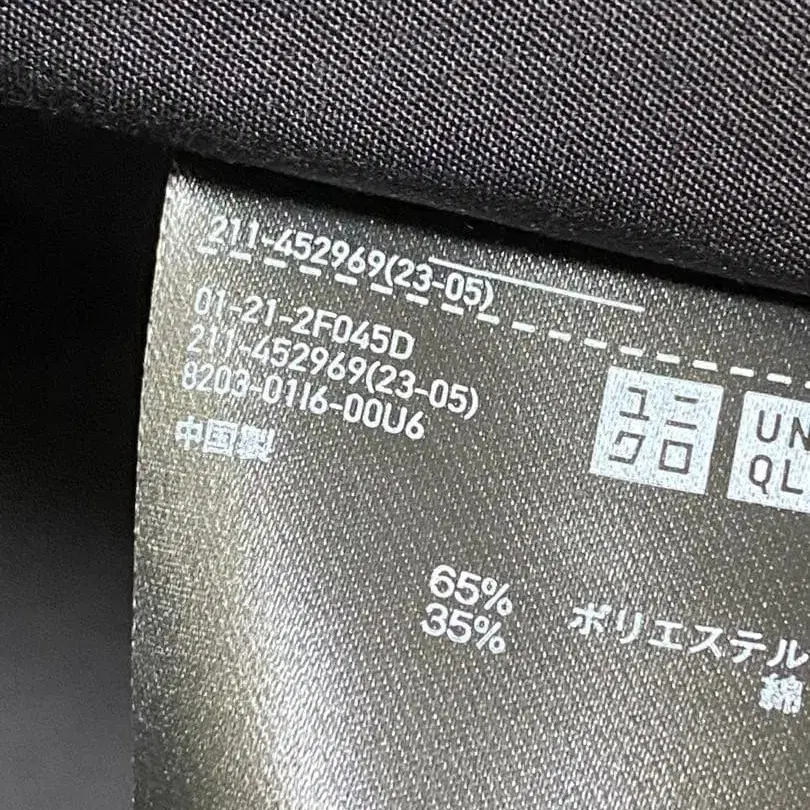 211-452969(23-05)
01-21-2F045D
211-452969(23-05)
8203-01I6-00U6
中国製
ユニ
クロ
UN
QL
65% ポリエステル
35% 綿